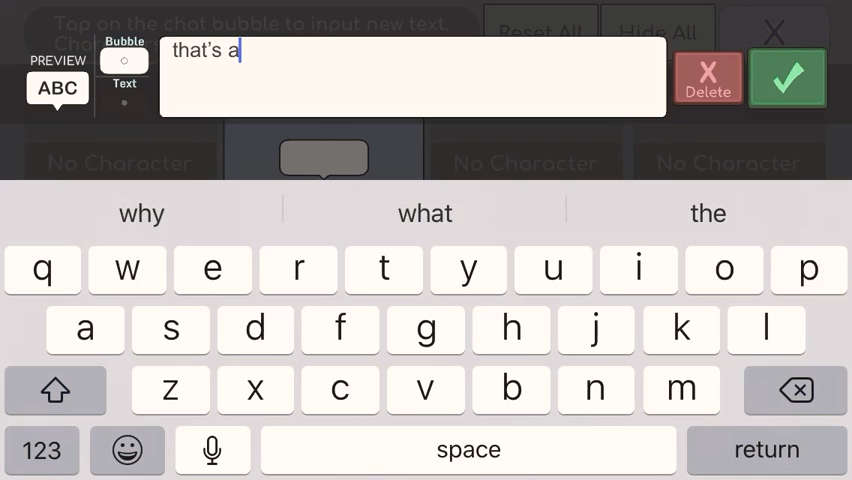 Tap on the chat bubble to input new text,
Reset All
Hide All
X
Bubble
PREVIEW
ABC
Text
that's a
X
Delete
No Character
No Character
No Character
why
what
the
q w e r t y u i o p
a s d f g h j k l
z x c v b n m
123
space
return